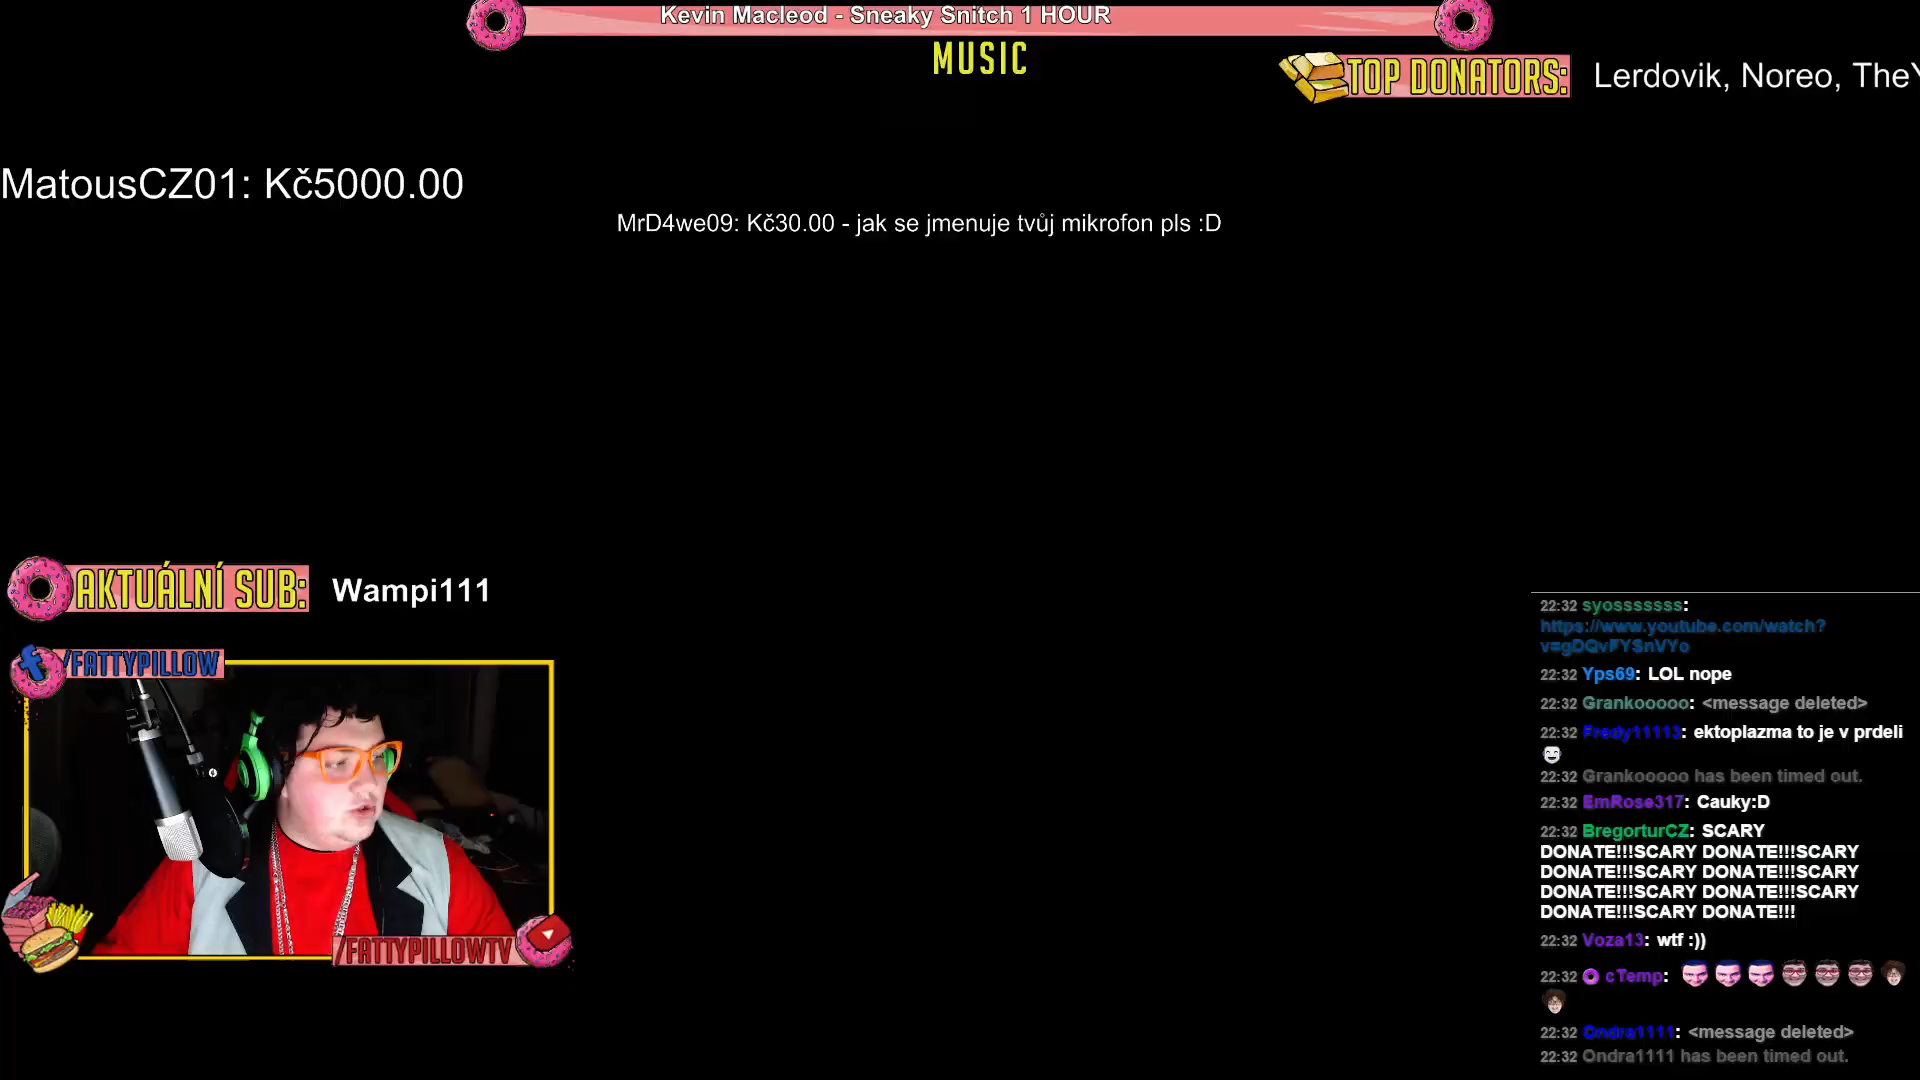 Kevin Macleod - Sneaky Snitch 1 HOUR
MUSIC
TOP DONATORS: Lerdovik, Noreo, TheY
MatousCZ01: Kč5000.00
MrD4we09: Kč30.00 - jak se jmenuje tvůj mikrofon pls :D
AKTUÁLNÍ SUB: Wampi111
/FATTYPILLOW
/FATTYPILLOWTV
22:32 syosssssss:
https://www.youtube.com/watch?
v=gDQvFYSnVYo
22:32 Yps69: LOL nope
22:32 Grankooooo: <message deleted>
22:32 Fredy11113: ektoplazma to je v prdeli
22:32 Grankooooo has been timed out.
22:32 EmRose317: Cauky:D
22:32 BregorturCZ: SCARY
DONATE!!!SCARY DONATE!!!SCARY
DONATE!!!SCARY DONATE!!!SCARY
DONATE!!!SCARY DONATE!!!SCARY
DONATE!!!SCARY DONATE!!!
22:32 Voza13: wtf :))
22:32 cTemp:
22:32 Ondra1111: <message deleted>
22:32 Ondra1111 has been timed out.